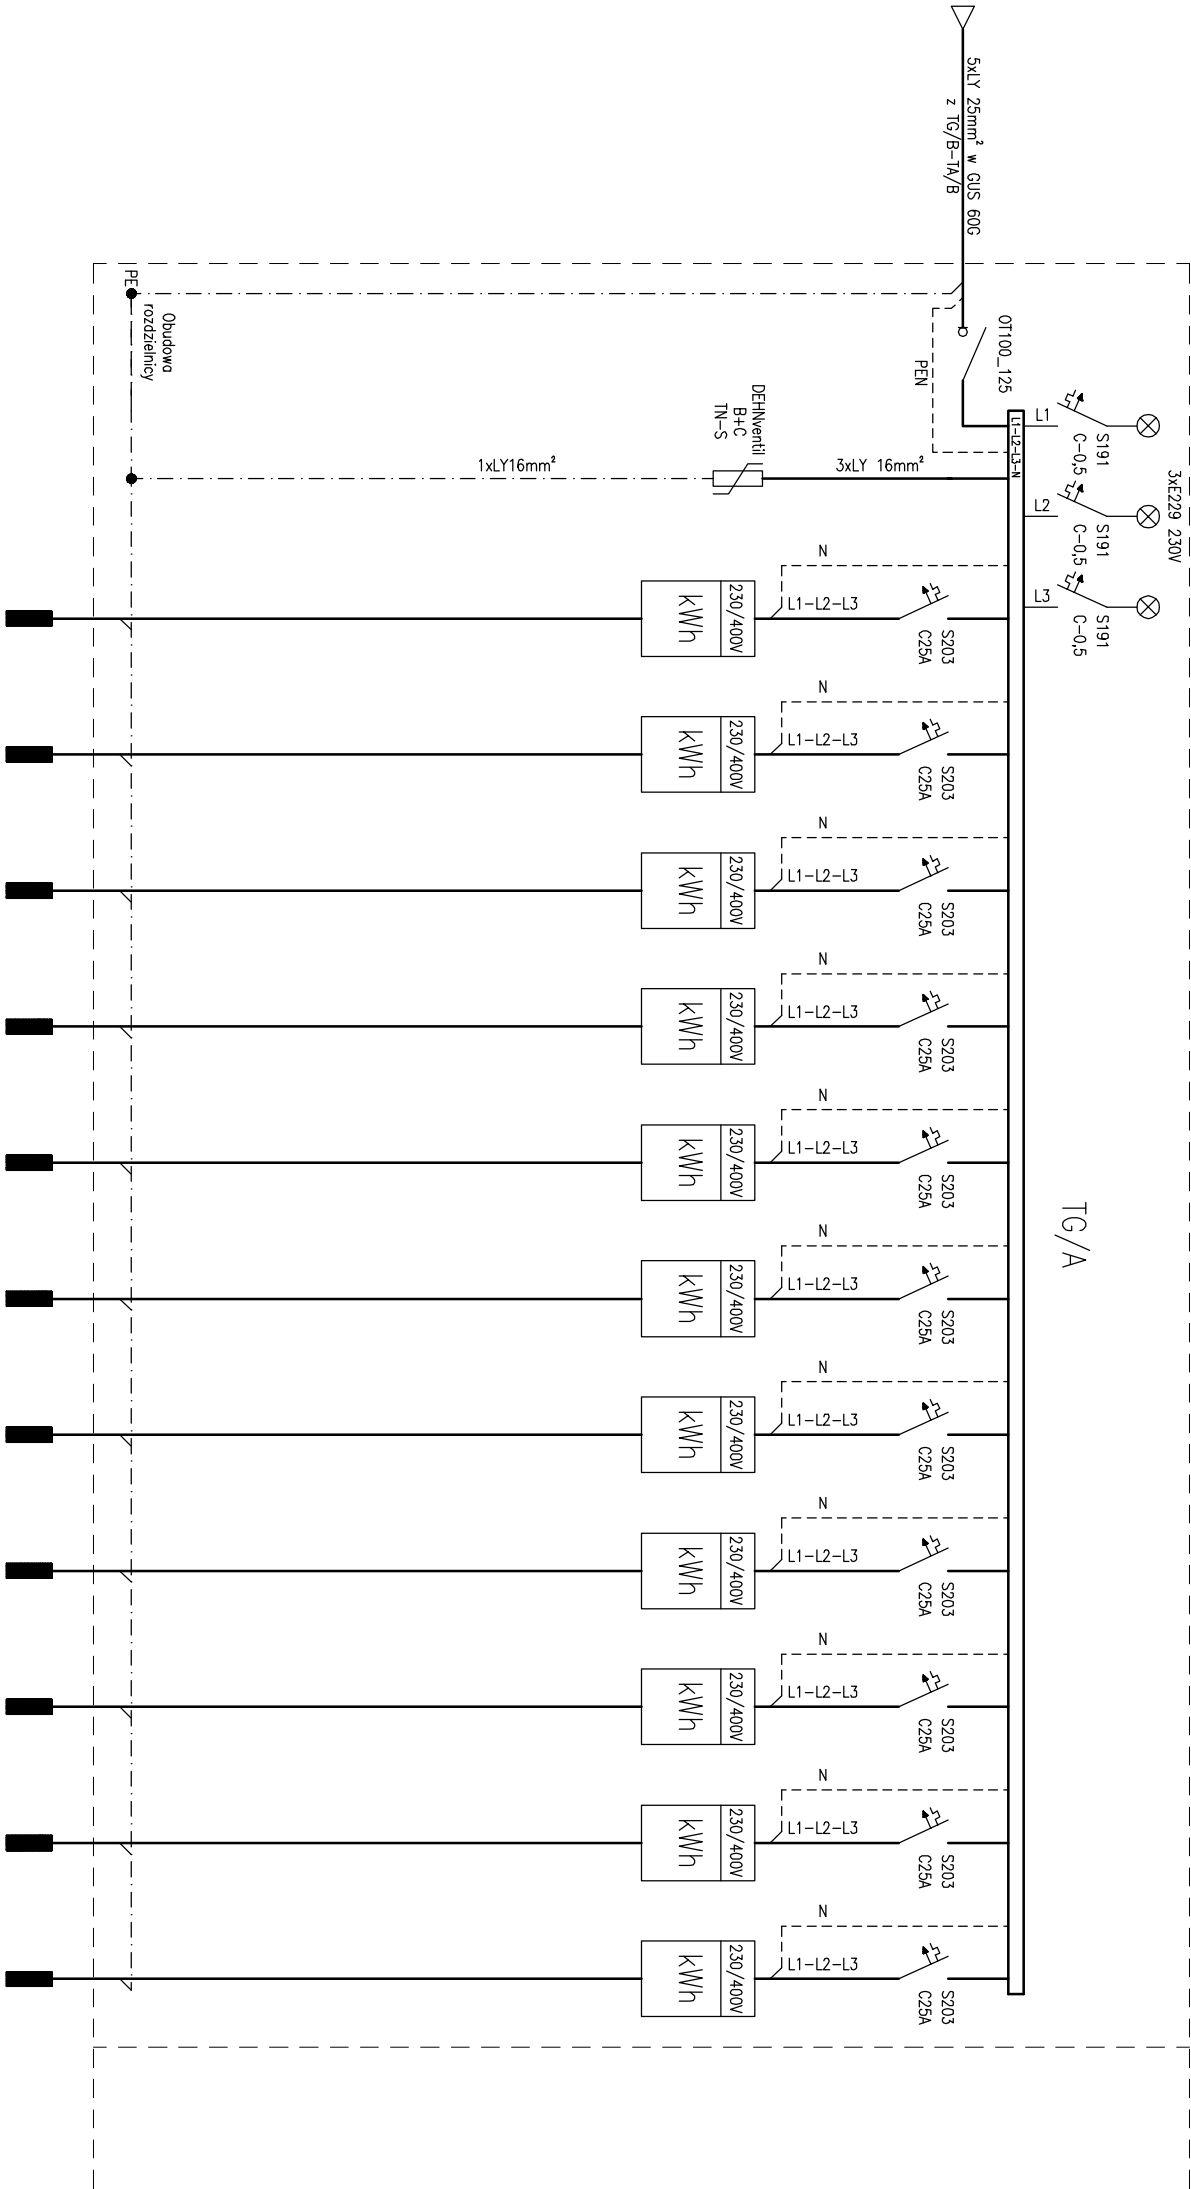 5xLY 25mm² w GUS 60G
z TG/B-TA/B
OT100_125
PEN
PE
Obudowa
rozdzielnicy
L1-L2-L3-N
3xE229 230V
L1
S191
C-0,5
L2
S191
C-0,5
L3
S191
C-0,5
DEHNventil
B+C
TN-S
1xLY16mm²
3xLY 16mm²
TG/A
N
L1-L2-L3
S203
C25A
230/400V
kWh
N
L1-L2-L3
S203
C25A
230/400V
kWh
N
L1-L2-L3
S203
C25A
230/400V
kWh
N
L1-L2-L3
S203
C25A
230/400V
kWh
N
L1-L2-L3
S203
C25A
230/400V
kWh
N
L1-L2-L3
S203
C25A
230/400V
kWh
N
L1-L2-L3
S203
C25A
230/400V
kWh
N
L1-L2-L3
S203
C25A
230/400V
kWh
N
L1-L2-L3
S203
C25A
230/400V
kWh
N
L1-L2-L3
S203
C25A
230/400V
kWh
N
L1-L2-L3
S203
C25A
230/400V
kWh